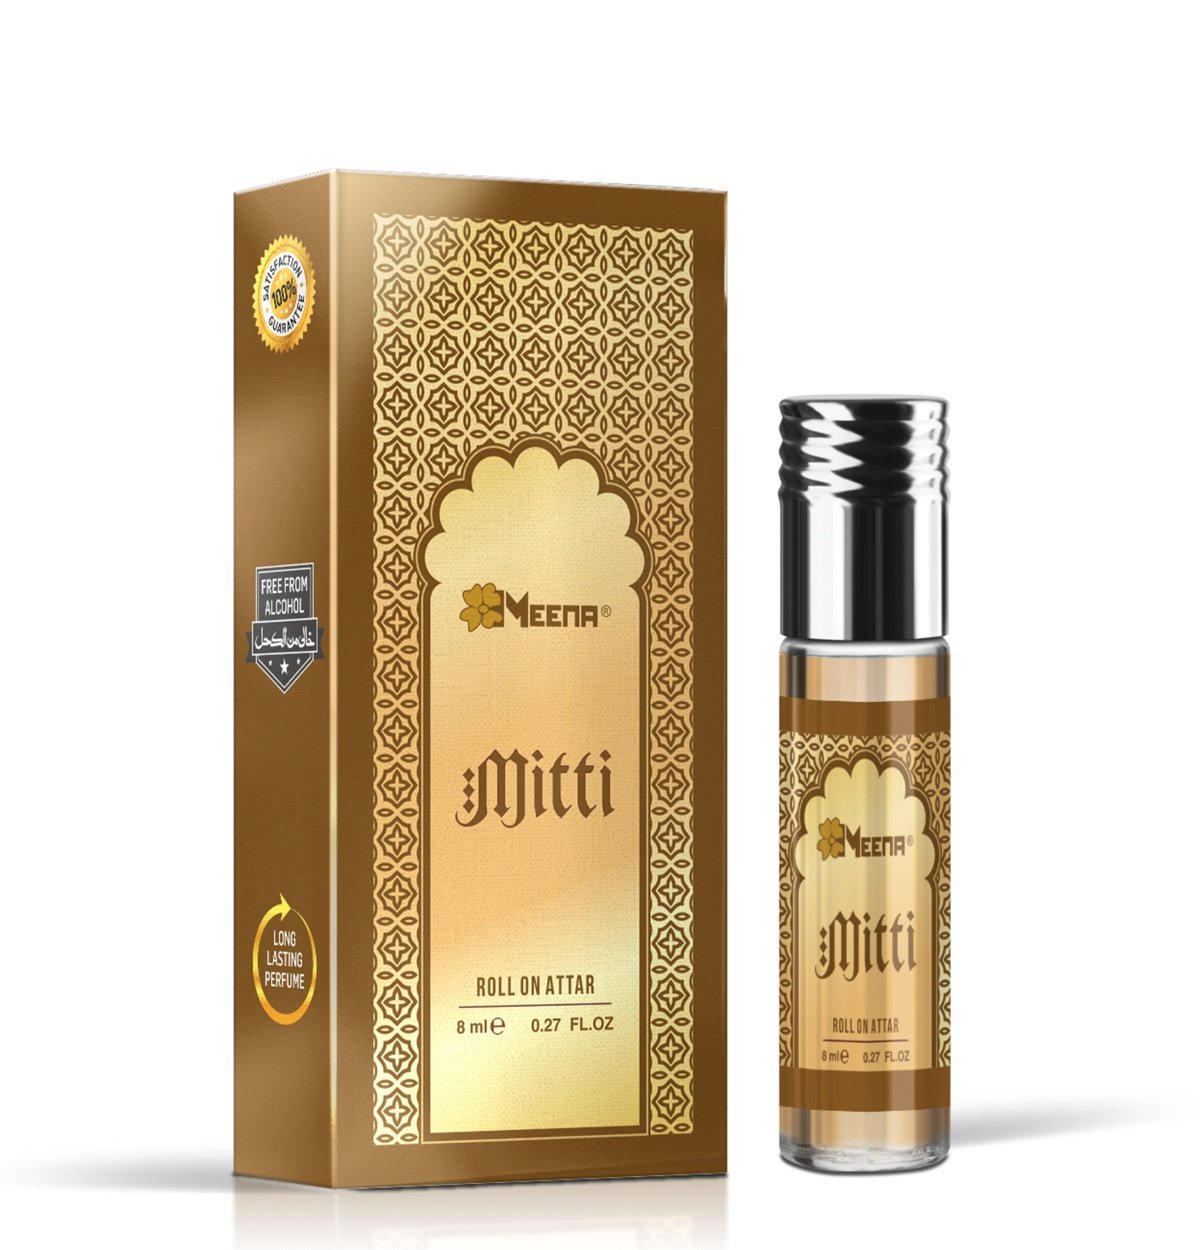 SATISFACTION
100%
GUARANTEE
FREE FROM
ALCOHOL
خالي من الكحل
LONG
LASTING
PERFUME
MEENA®
Mitti
ROLL ON ATTAR
8 ml ℮ 0.27 FL.OZ
MEENA®
Mitti
ROLL ON ATTAR
8 ml ℮ 0.27 FL.OZ